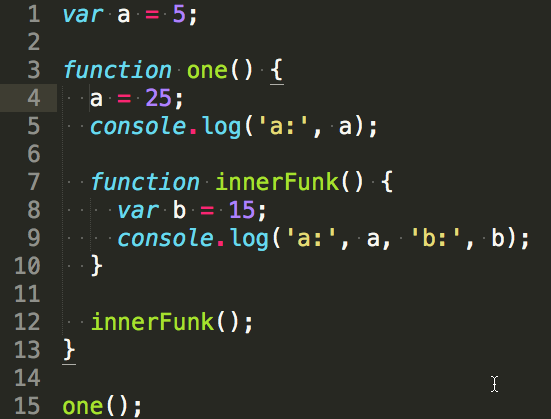 1 var a = 5;
2
3 function one() {
4   a = 25;
5   console.log('a:', a);
6
7   function innerFunk() {
8     var b = 15;
9     console.log('a:', a, 'b:', b);
10   }
11
12   innerFunk();
13 }
14
15 one();